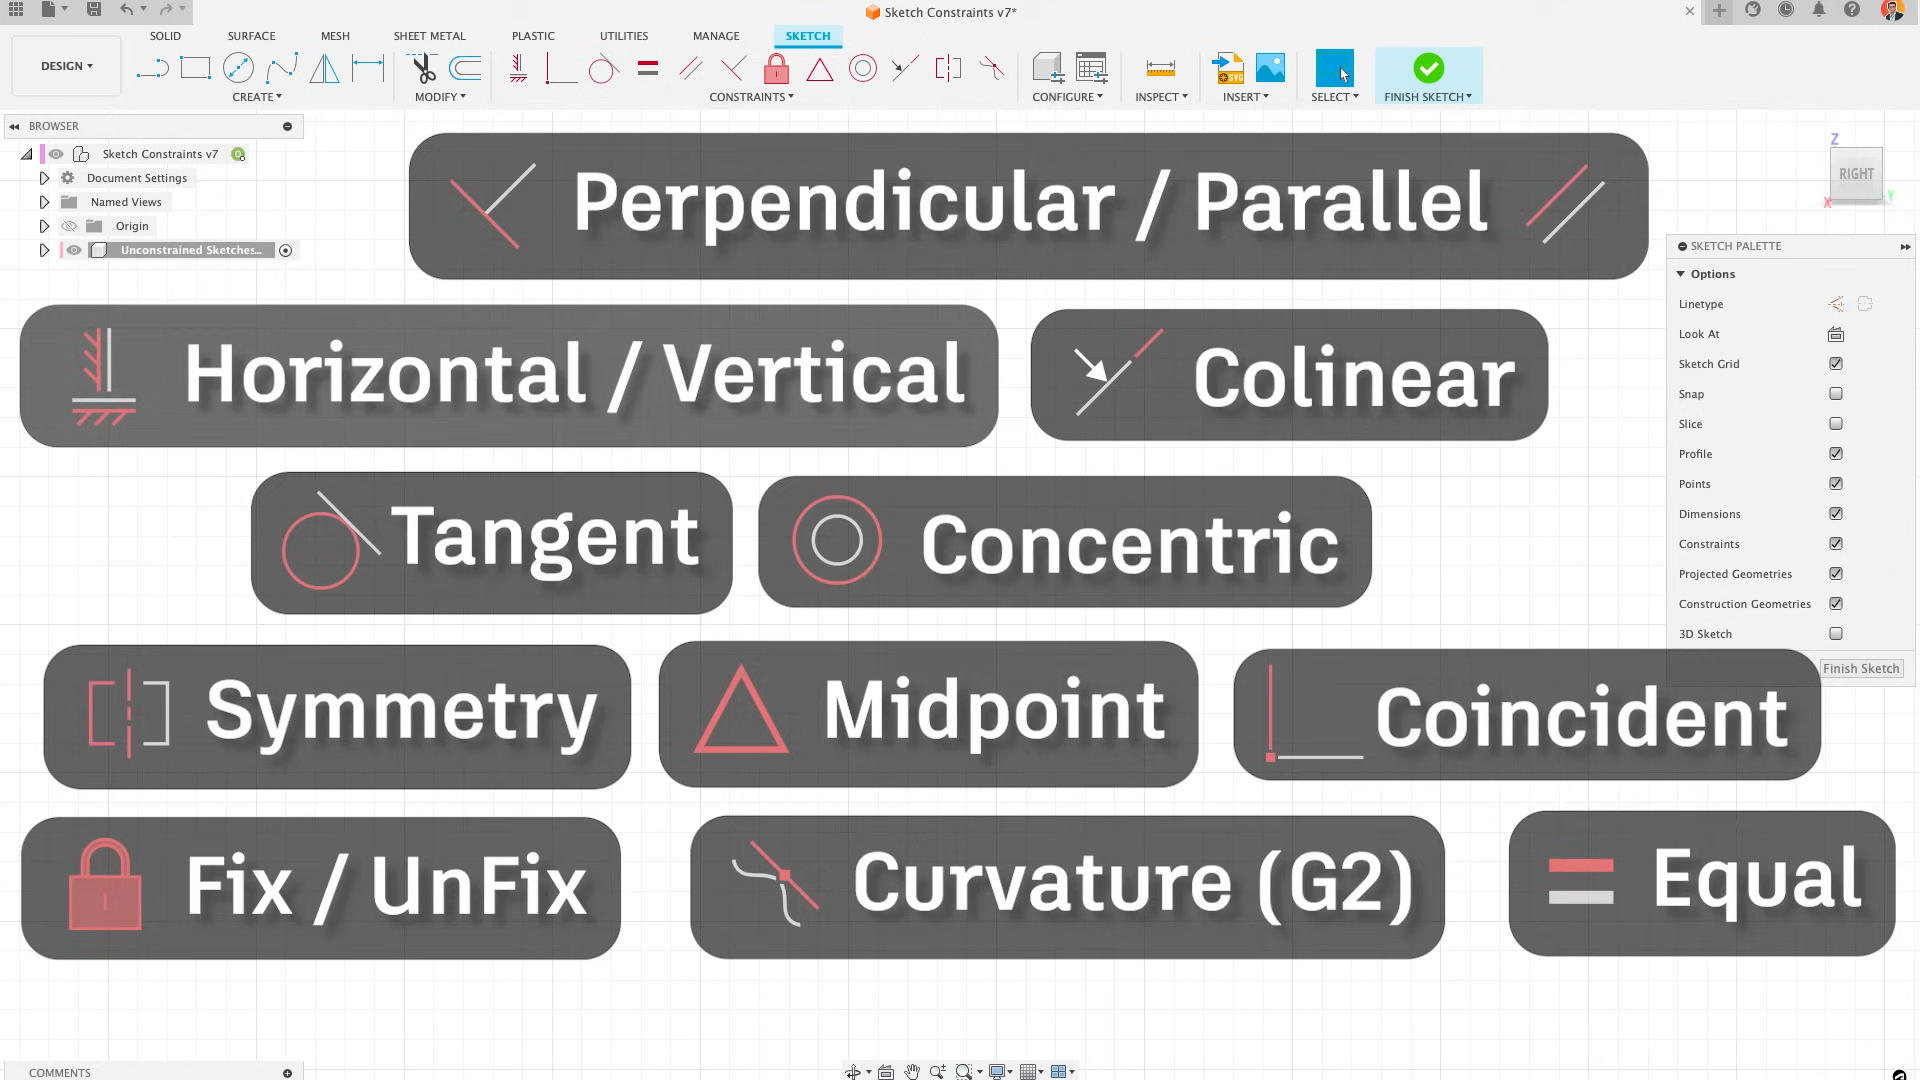 Sketch Constraints v7*
SOLID SURFACE MESH SHEET METAL PLASTIC UTILITIES MANAGE SKETCH
DESIGN
CREATE MODIFY CONSTRAINTS CONFIGURE INSPECT INSERT SELECT FINISH SKETCH
SVG
BROWSER
Sketch Constraints v7
Document Settings
Named Views
Origin
Unconstrained Sketches...
Z
RIGHT
X
Y
Perpendicular / Parallel
Horizontal / Vertical
Colinear
Tangent
Concentric
Symmetry
Midpoint
Coincident
Fix / UnFix
Curvature (G2)
Equal
SKETCH PALETTE
Options
Linetype
Look At
Sketch Grid
Snap
Slice
Profile
Points
Dimensions
Constraints
Projected Geometries
Construction Geometries
3D Sketch
Finish Sketch
COMMENTS